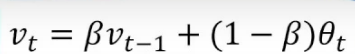 v_t = βv_{t−1} + (1 − β)θ_t